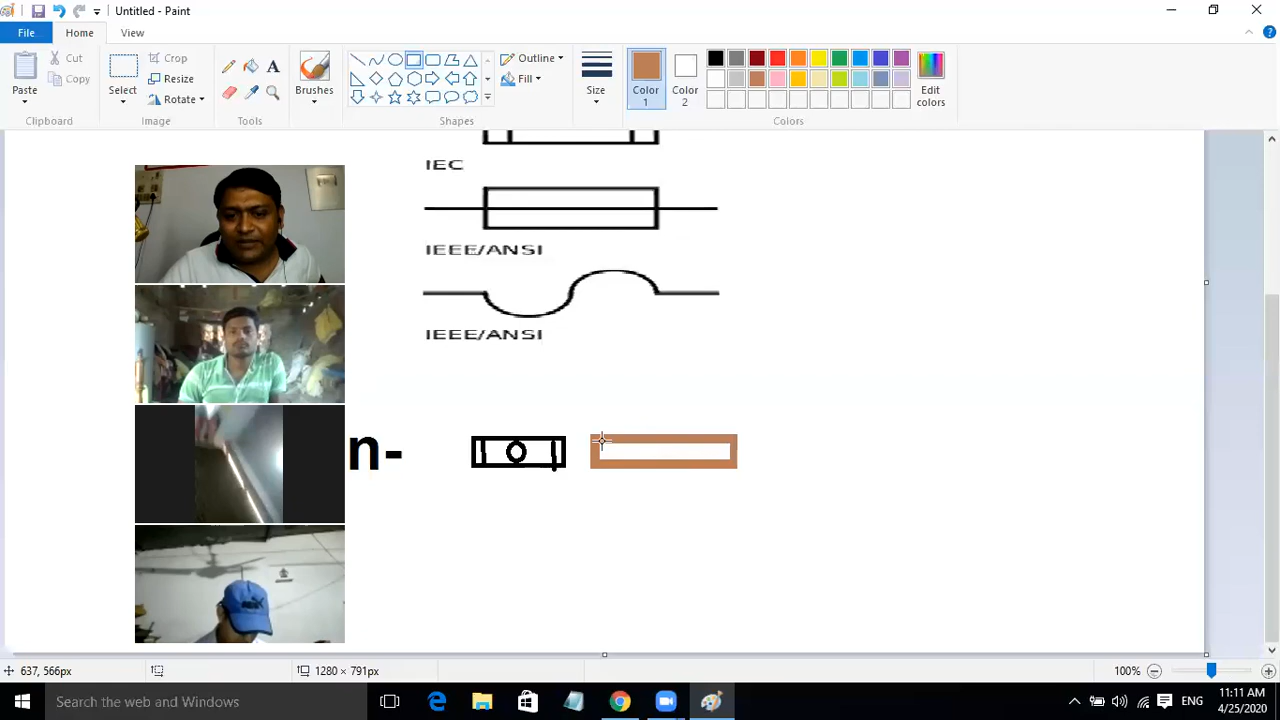 Untitled - Paint
File
Home
View
Paste
Cut
Copy
Clipboard
Select
Crop
Resize
Rotate
Image
A
Tools
Brushes
Outline
Fill
Shapes
Size
Color 1
Color 2
Edit colors
Colors
IEC
IEEE/ANSI
IEEE/ANSI
n-
637, 566px
1280 × 791px
100%
Search the web and Windows
ENG
11:11 AM
4/25/2020